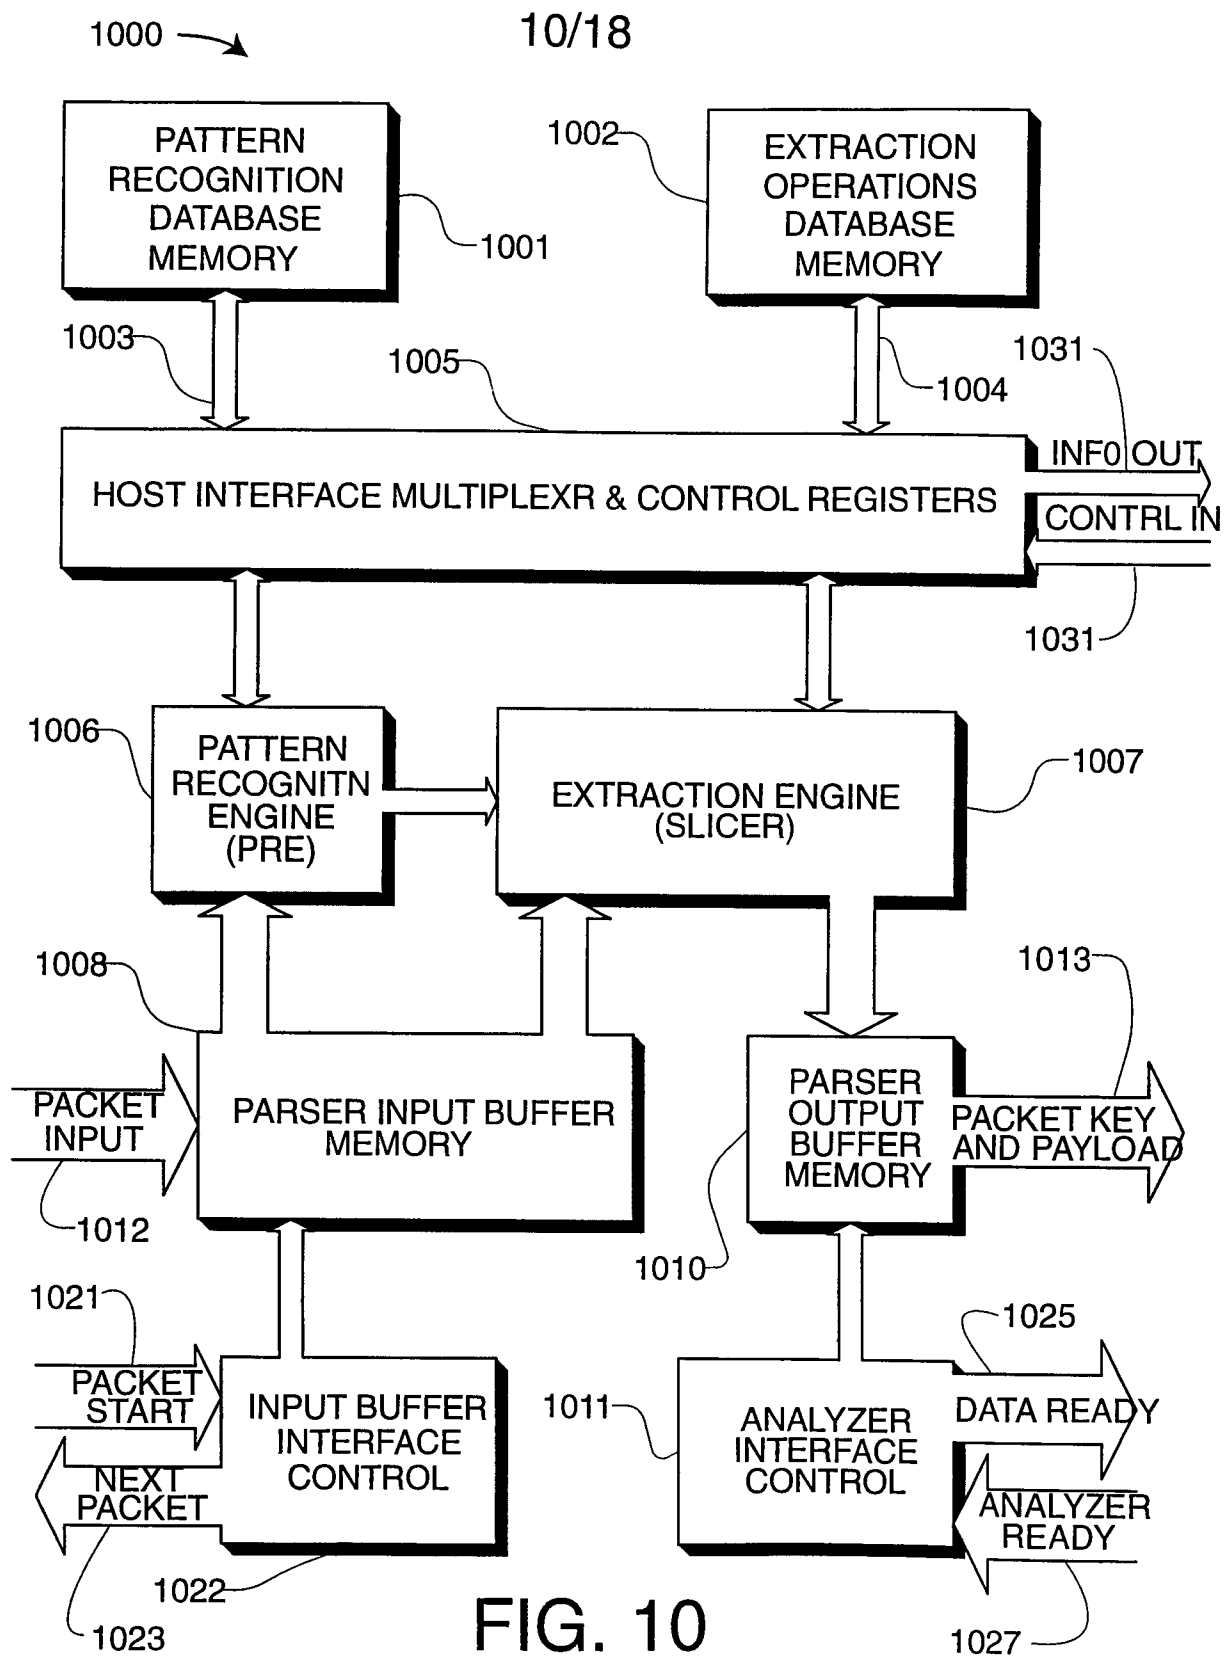 1000
10/18
PATTERN
RECOGNITION
DATABASE
MEMORY
1001
1002
EXTRACTION
OPERATIONS
DATABASE
MEMORY
1003
1005
1004
1031
HOST INTERFACE MULTIPLEXR & CONTROL REGISTERS
INF0 OUT
CONTRL IN
1031
1006
PATTERN
RECOGNITN
ENGINE
(PRE)
EXTRACTION ENGINE
(SLICER)
1007
1008
1013
PACKET
INPUT
PARSER INPUT BUFFER
MEMORY
PARSER
OUTPUT
BUFFER
MEMORY
PACKET KEY
AND PAYLOAD
1012
1010
1021
PACKET
START
NEXT
PACKET
INPUT BUFFER
INTERFACE
CONTROL
1011
ANALYZER
INTERFACE
CONTROL
1025
DATA READY
ANALYZER
READY
1022
1023
1027
FIG. 10